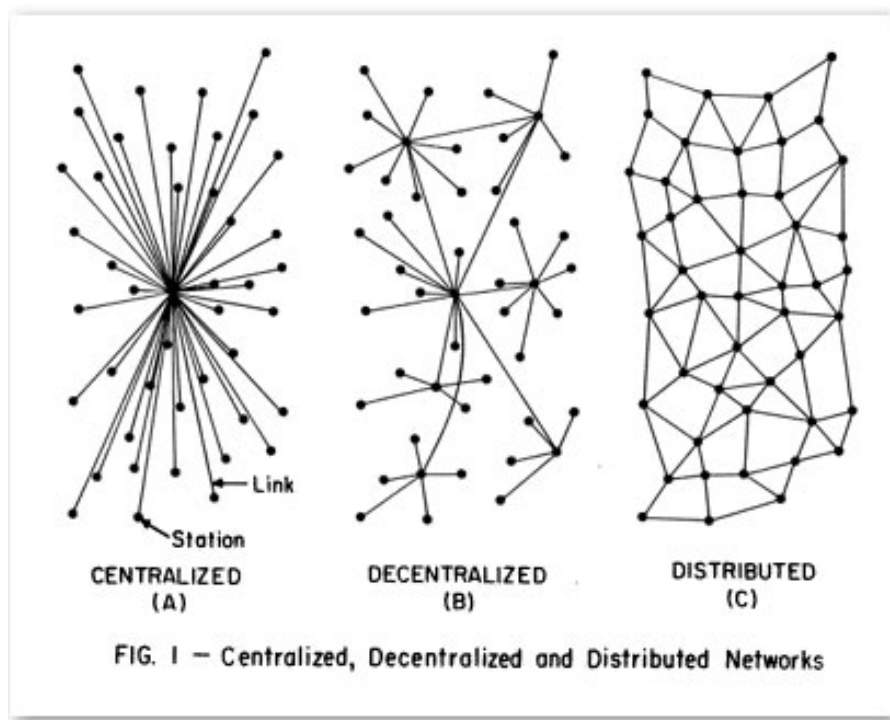 Link
Station
CENTRALIZED
(A)
DECENTRALIZED
(B)
DISTRIBUTED
(C)
FIG. I — Centralized, Decentralized and Distributed Networks